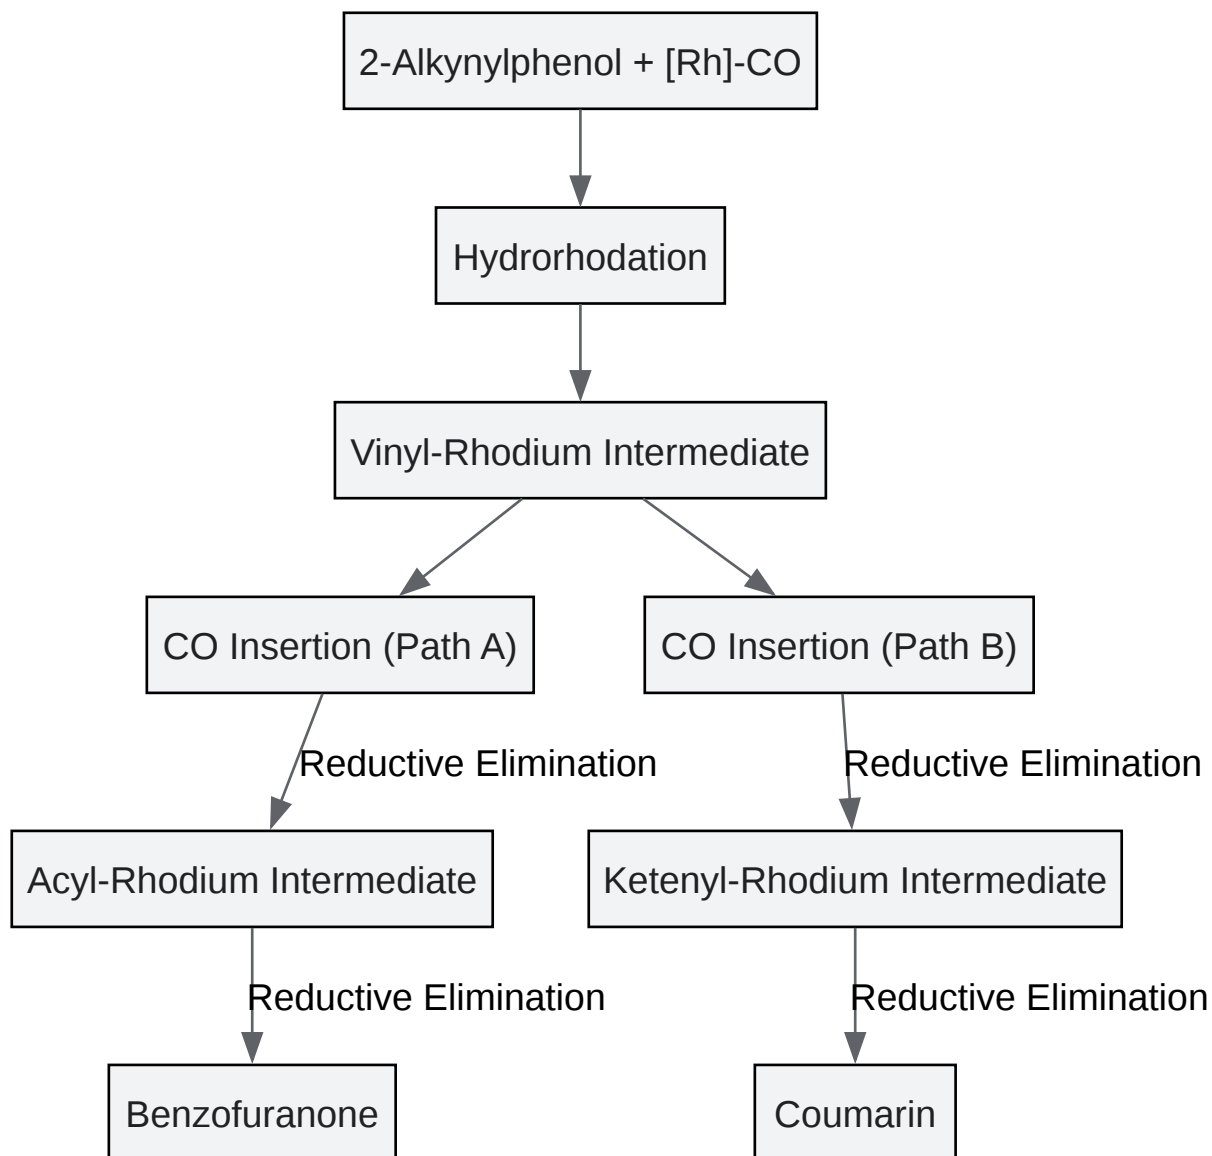 2-Alkynylphenol + [Rh]-CO
Hydrorhodation
Vinyl-Rhodium Intermediate
CO Insertion (Path A)
CO Insertion (Path B)
Reductive Elimination
Reductive Elimination
Acyl-Rhodium Intermediate
Ketenyl-Rhodium Intermediate
Reductive Elimination
Reductive Elimination
Benzofuranone
Coumarin